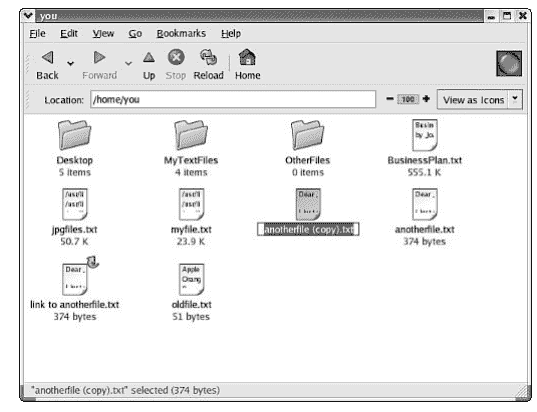 you
File Edit View Go Bookmarks Help
Back Forward Up Stop Reload Home
Location: /home/you 100 View as Icons
Desktop MyTextFiles OtherFiles BusinessPlan.txt
5 items 4 items 0 items 555.1 K
jpgfiles.txt myfile.txt anotherfile (copy).txt anotherfile.txt
50.7 K 23.9 K 374 bytes
link to anotherfile.txt oldfile.txt
374 bytes 51 bytes
"anotherfile (copy).txt" selected (374 bytes)